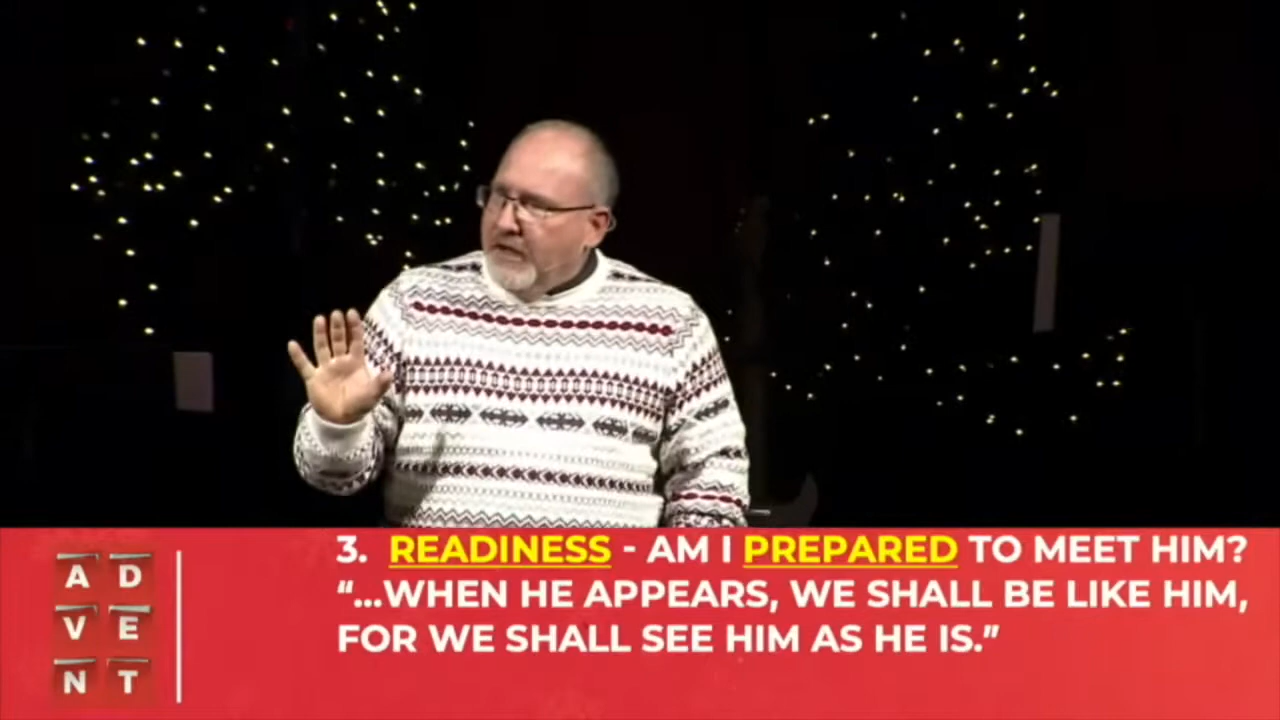 3. READINESS - AM I PREPARED TO MEET HIM?
“...WHEN HE APPEARS, WE SHALL BE LIKE HIM,
FOR WE SHALL SEE HIM AS HE IS.”
A D
V E
N T